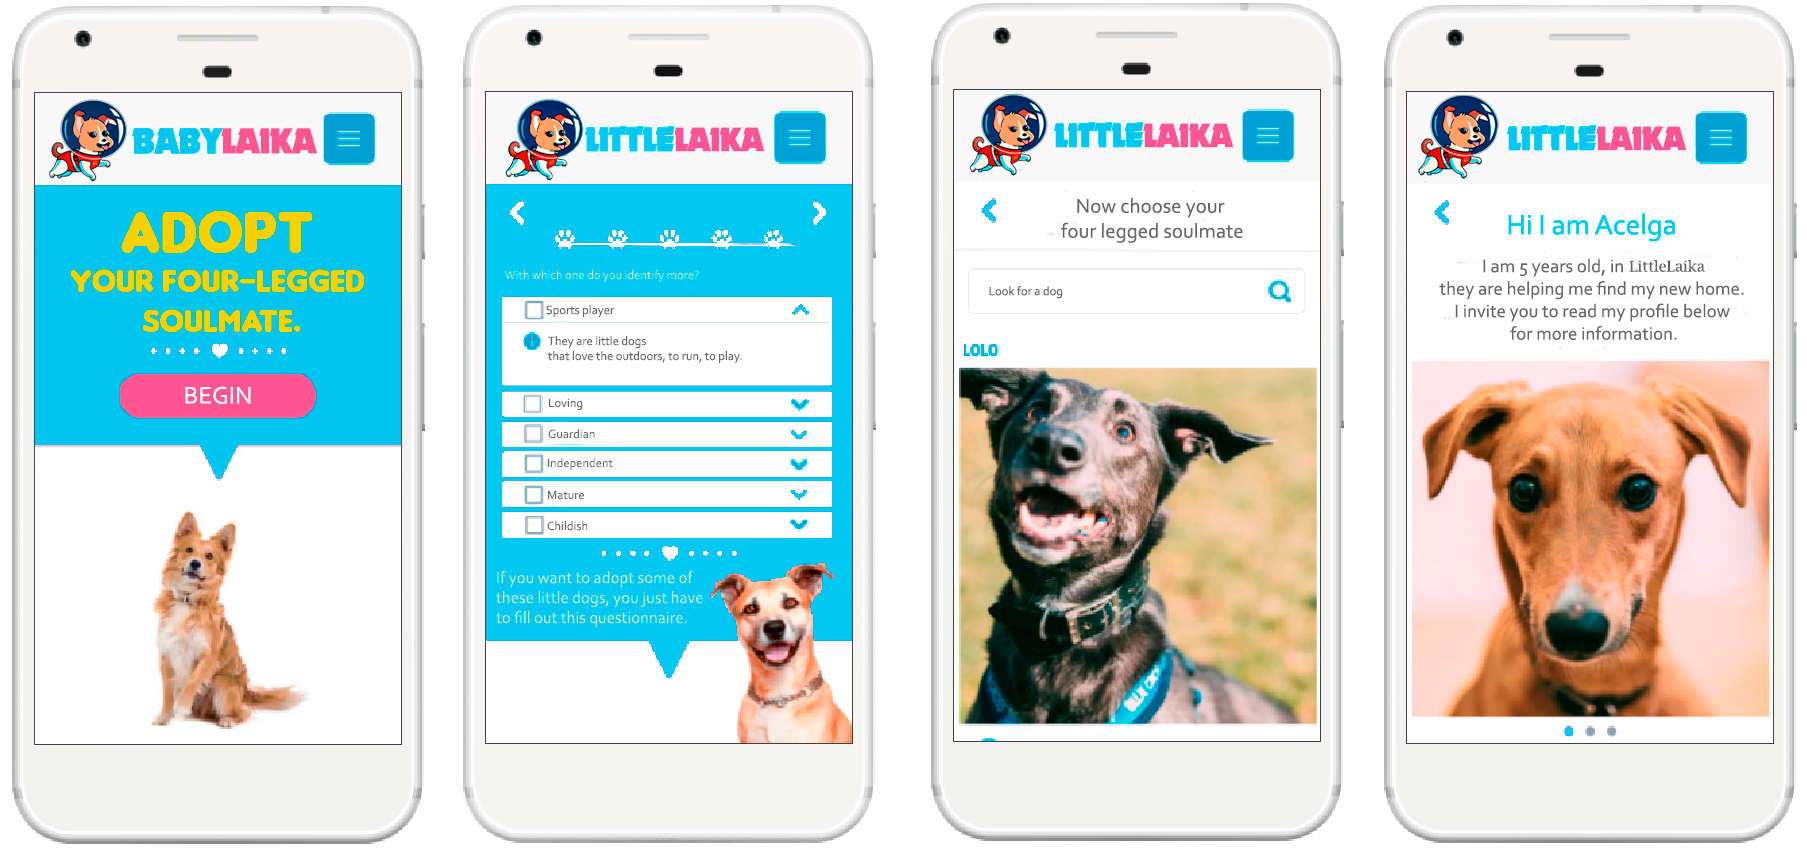 BABYLAIKA
ADOPT
YOUR FOUR-LEGGED
SOULMATE.
BEGIN
LITTLELAIKA
With which one do you identify more?
Sports player
They are little dogs
that love the outdoors, to run, to play.
Loving
Guardian
Independent
Mature
Childish
If you want to adopt some of
these little dogs, you just have
to fill out this questionnaire.
LITTLELAIKA
Now choose your
four legged soulmate
Look for a dog
LOLO
LITTLELAIKA
Hi I am Acelga
I am 5 years old, in LittleLaika
they are helping me find my new home.
I invite you to read my profile below
for more information.